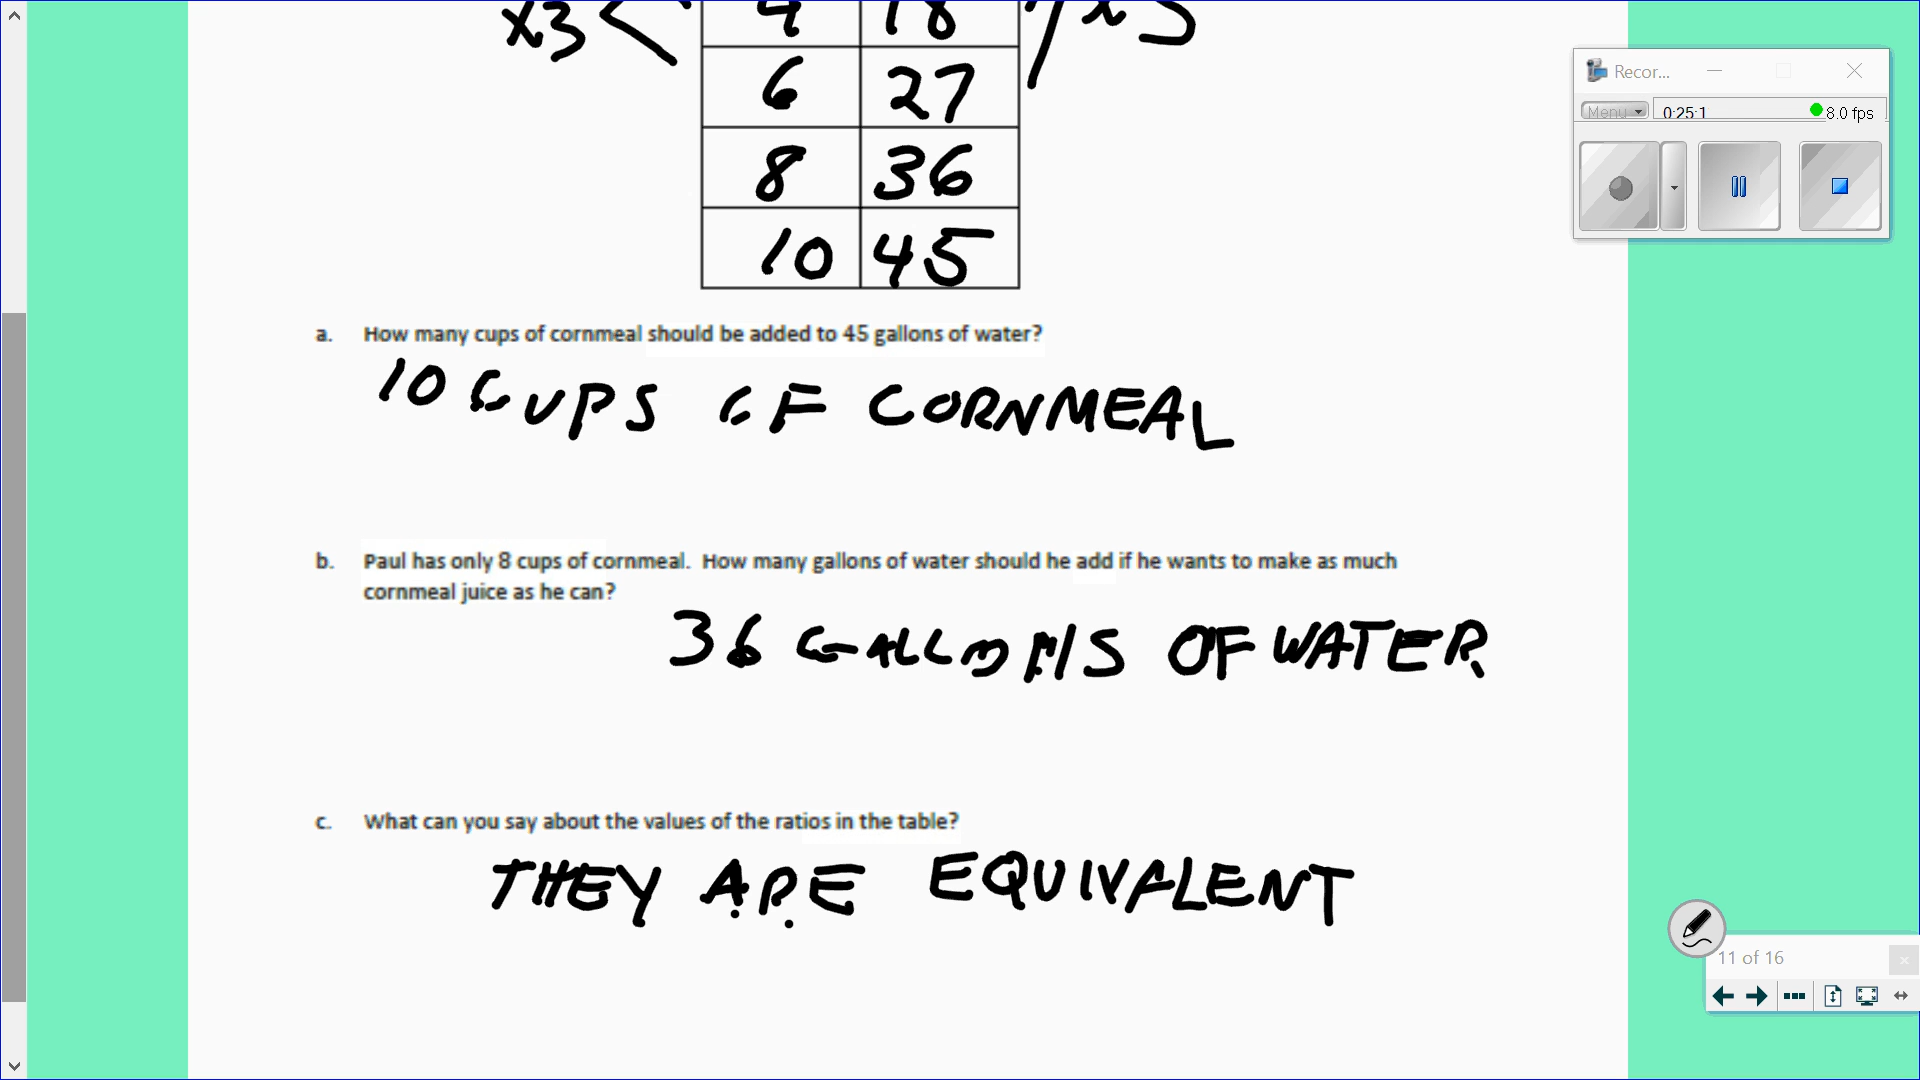 x3 4 18 x3
6 27
8 36
10 45
a. How many cups of cornmeal should be added to 45 gallons of water?
10 CUPS OF CORNMEAL
b. Paul has only 8 cups of cornmeal. How many gallons of water should he add if he wants to make as much
cornmeal juice as he can?
36 GALLONS OF WATER
c. What can you say about the values of the ratios in the table?
THEY ARE EQUIVALENT
Recor...
Menu 0:25:1 8.0 fps
11 of 16